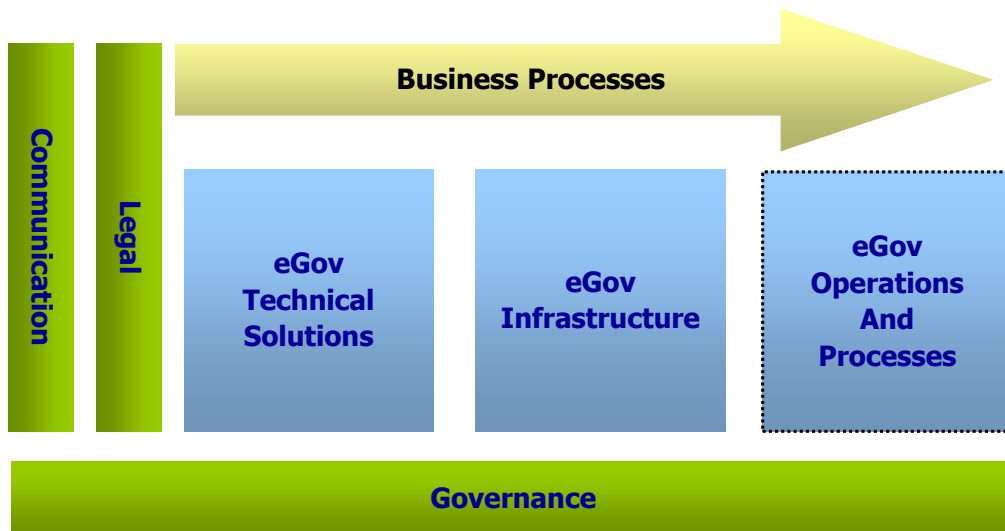 Communication
Legal
Business Processes
eGov
Technical
Solutions
eGov
Infrastructure
eGov
Operations
And
Processes
Governance